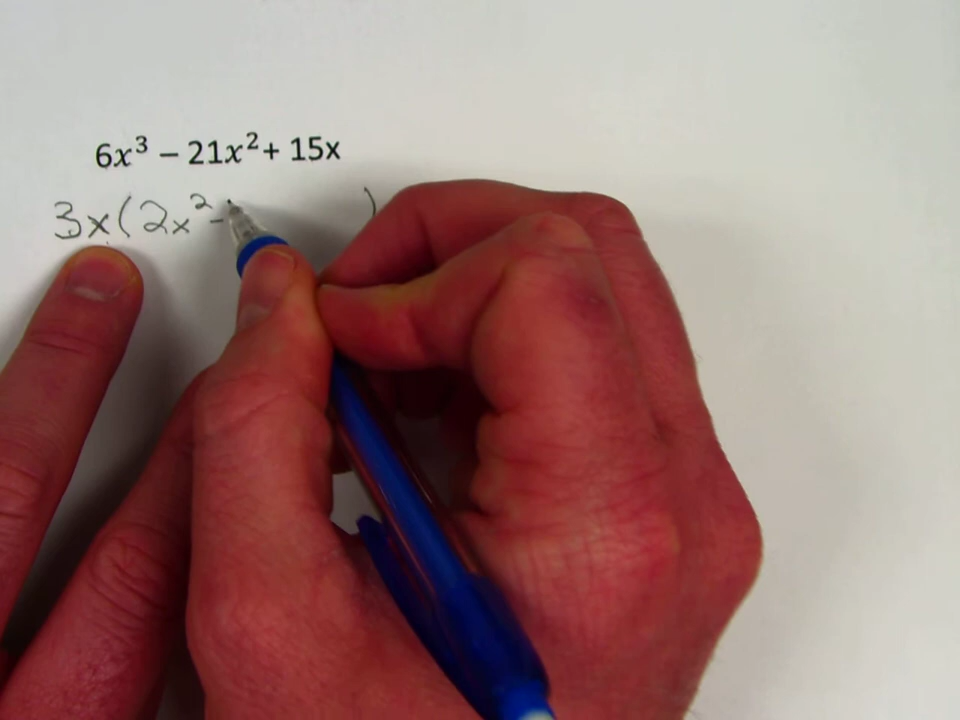 6x³ – 21x² + 15x
3x(2x² - )